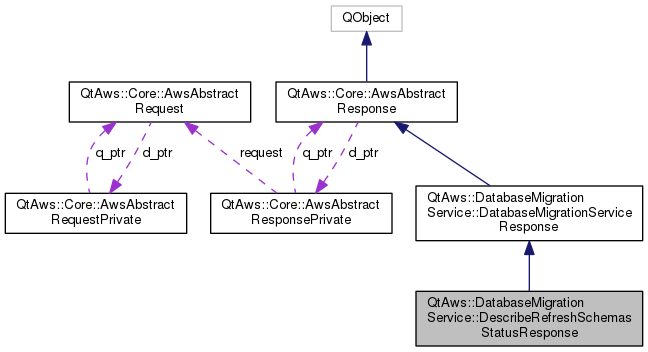 QObject
QtAws::Core::AwsAbstract
Request
QtAws::Core::AwsAbstract
Response
q_ptr
d_ptr
request
q_ptr
d_ptr
QtAws::Core::AwsAbstract
RequestPrivate
QtAws::Core::AwsAbstract
ResponsePrivate
QtAws::DatabaseMigration
Service::DatabaseMigrationService
Response
QtAws::DatabaseMigration
Service::DescribeRefreshSchemas
StatusResponse